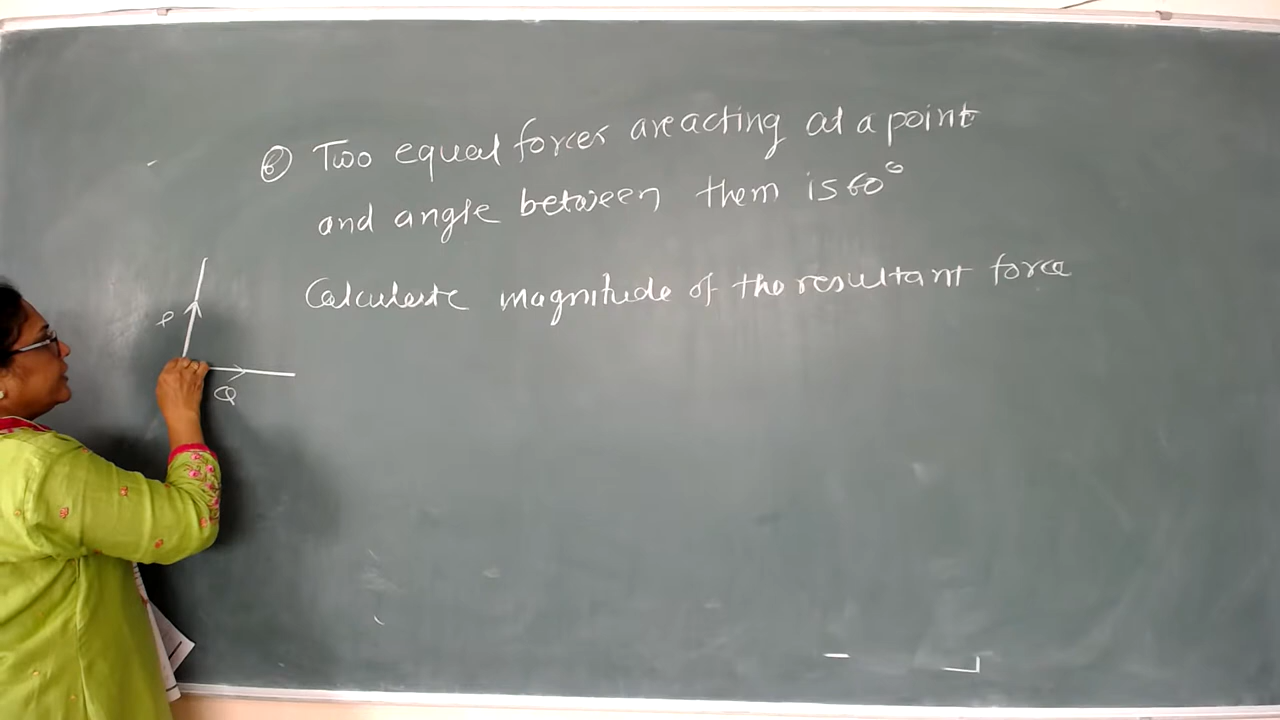 ⑥ Two equal forces are acting at a point
and angle between them is 60°
Calculate magnitude of the resultant force
P
Q